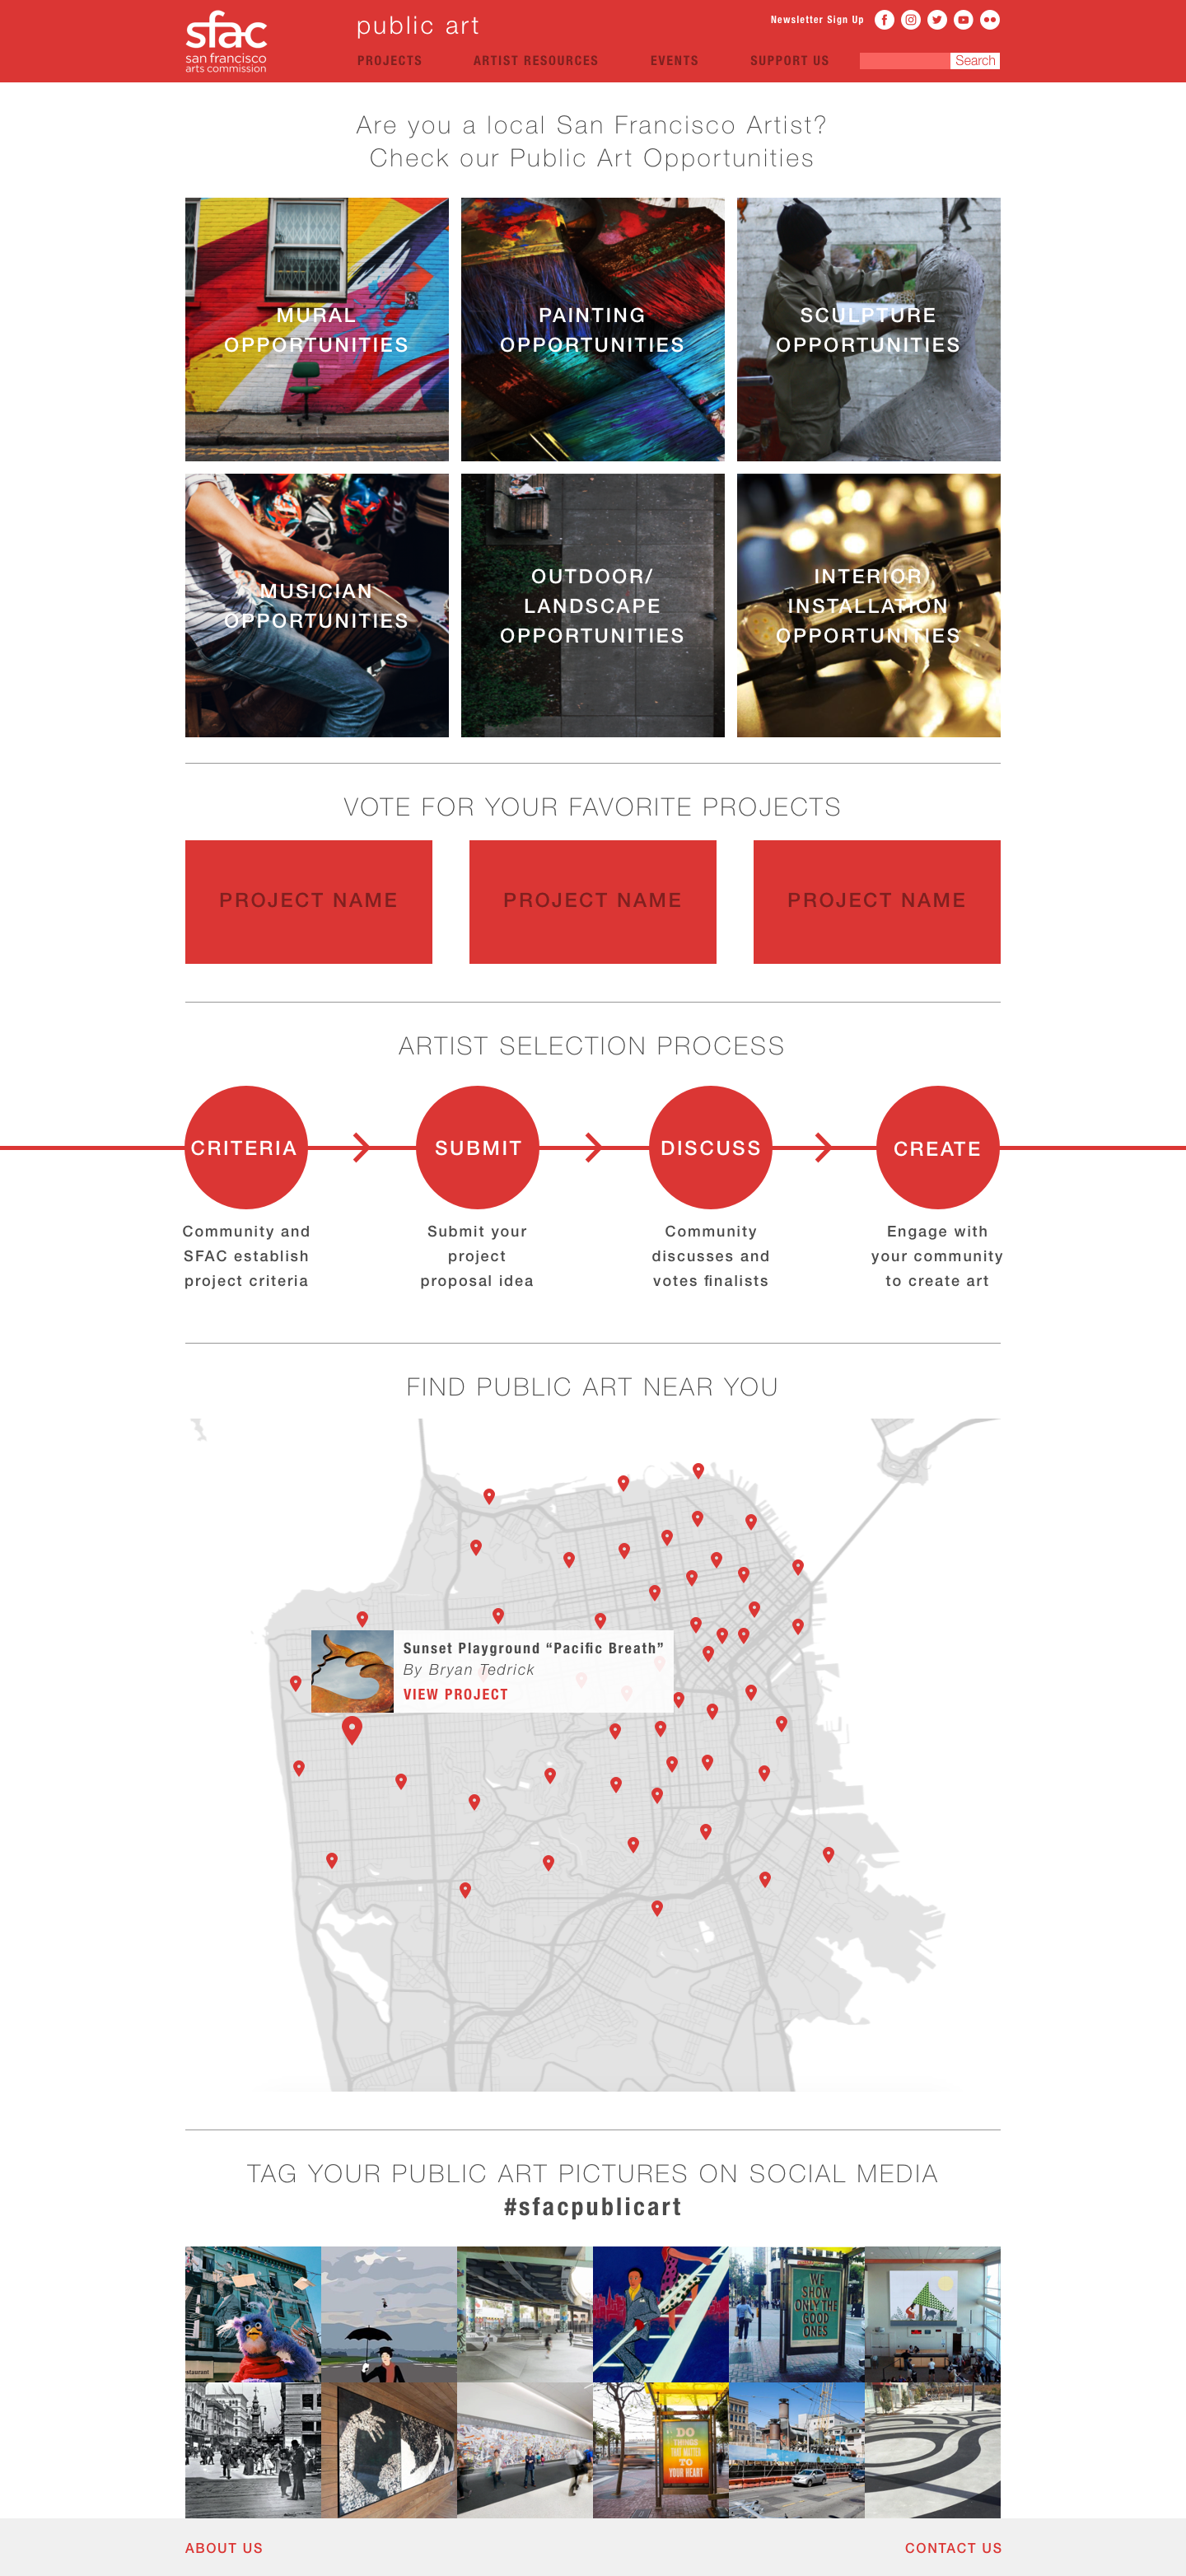 sfac
san francisco
arts commission
public art
Newsletter Sign Up
PROJECTS
ARTIST RESOURCES
EVENTS
SUPPORT US
Search
Are you a local San Francisco Artist?
Check our Public Art Opportunities
MURAL
OPPORTUNITIES
PAINTING
OPPORTUNITIES
SCULPTURE
OPPORTUNITIES
MUSICIAN
OPPORTUNITIES
OUTDOOR/
LANDSCAPE
OPPORTUNITIES
INTERIOR/
INSTALLATION
OPPORTUNITIES
VOTE FOR YOUR FAVORITE PROJECTS
PROJECT NAME
PROJECT NAME
PROJECT NAME
ARTIST SELECTION PROCESS
CRITERIA
SUBMIT
DISCUSS
CREATE
Community and
SFAC establish
project criteria
Submit your
project
proposal idea
Community
discusses and
votes finalists
Engage with
your community
to create art
FIND PUBLIC ART NEAR YOU
Sunset Playground “Pacific Breath”
By Bryan Tedrick
VIEW PROJECT
TAG YOUR PUBLIC ART PICTURES ON SOCIAL MEDIA
#sfacpublicart
WE
SHOW
ONLY THE
GOOD
ONES
DO
THINGS
THAT MATTER
TO
YOUR HEART
ABOUT US
CONTACT US